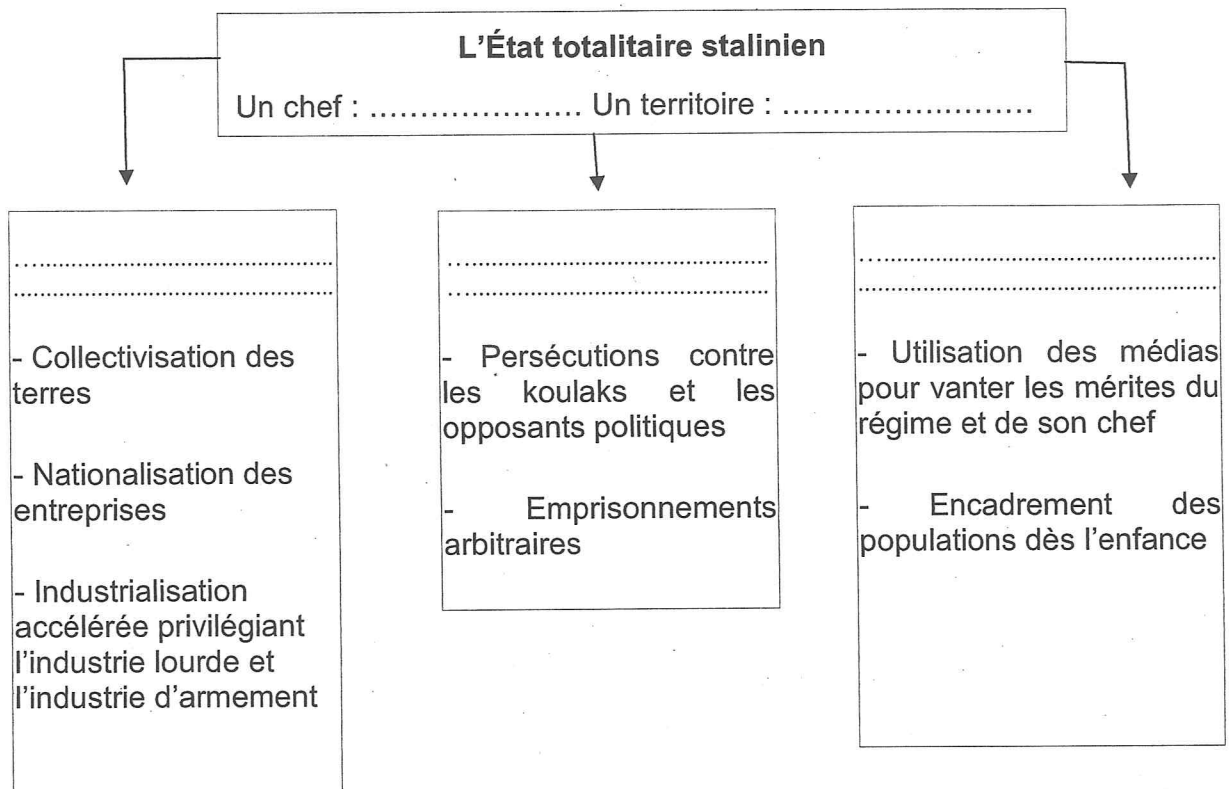 L'État totalitaire stalinien
Un chef : ..................... Un territoire : .........................
.............................................
.............................................
- Collectivisation des
terres
- Nationalisation des
entreprises
- Industrialisation
accélérée privilégiant
l'industrie lourde et
l'industrie d'armement
.............................................
.............................................
- Persécutions contre
les koulaks et les
opposants politiques
- Emprisonnements
arbitraires
.............................................
.............................................
- Utilisation des médias
pour vanter les mérites du
régime et de son chef
- Encadrement des
populations dès l'enfance